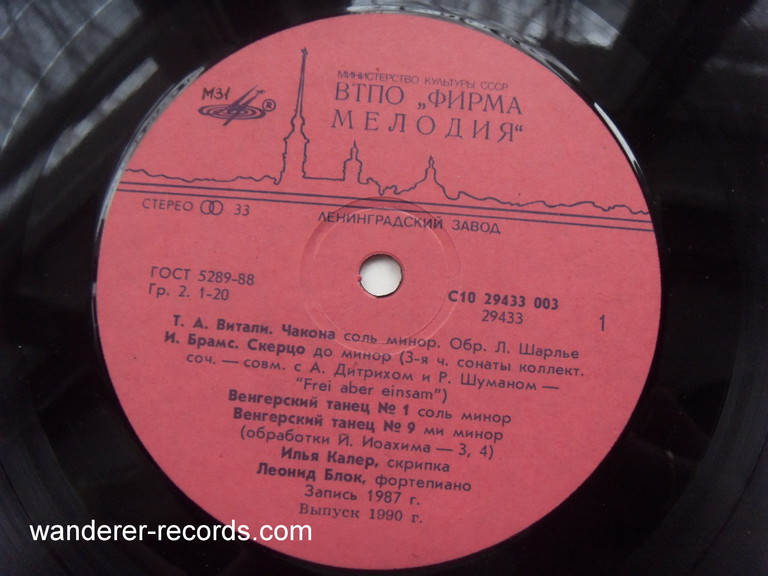 МИНИСТЕРСТВО КУЛЬТУРЫ СССР
ВТПО „ФИРМА
МЕЛОДИЯ“
МЗГ ®
СТЕРЕО 33
ЛЕНИНГРАДСКИЙ ЗАВОД
ГОСТ 5289-88
Гр. 2. 1-20
С10 29433 003
29433
1
Т. А. Витали. Чакона соль минор. Обр. Л. Шарлье
И. Брамс. Скерцо до минор (3-я ч. сонаты коллект.
соч. — совм. с А. Дитрихом и Р. Шуманом —
"Frei aber einsam")
Венгерский танец № 1 соль минор
Венгерский танец № 9 ми минор
(обработки Й. Иоахима — 3, 4)
Илья Калер, скрипка
Леонид Блок, фортепиано
Запись 1987 г.
Выпуск 1990 г.
wanderer-records.com